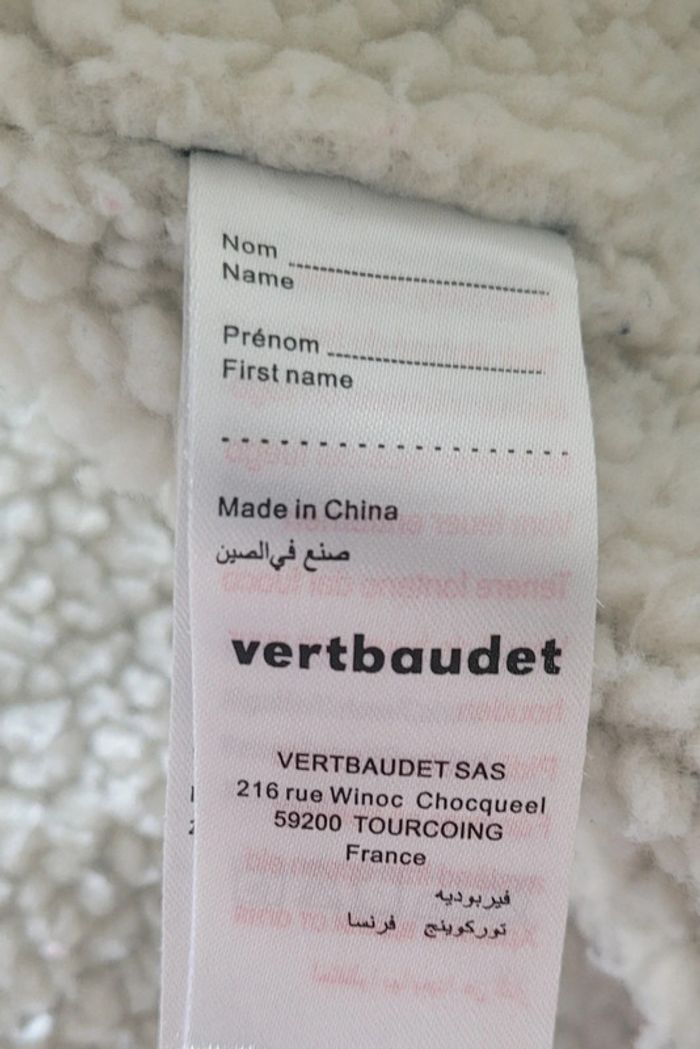 Nom
Name
Prénom
First name
Made in China
صنع في الصين
vertbaudet
VERTBAUDET SAS
216 rue Winoc Chocqueel
59200 TOURCOING
France
فيربوديه
توركوينج فرنسا